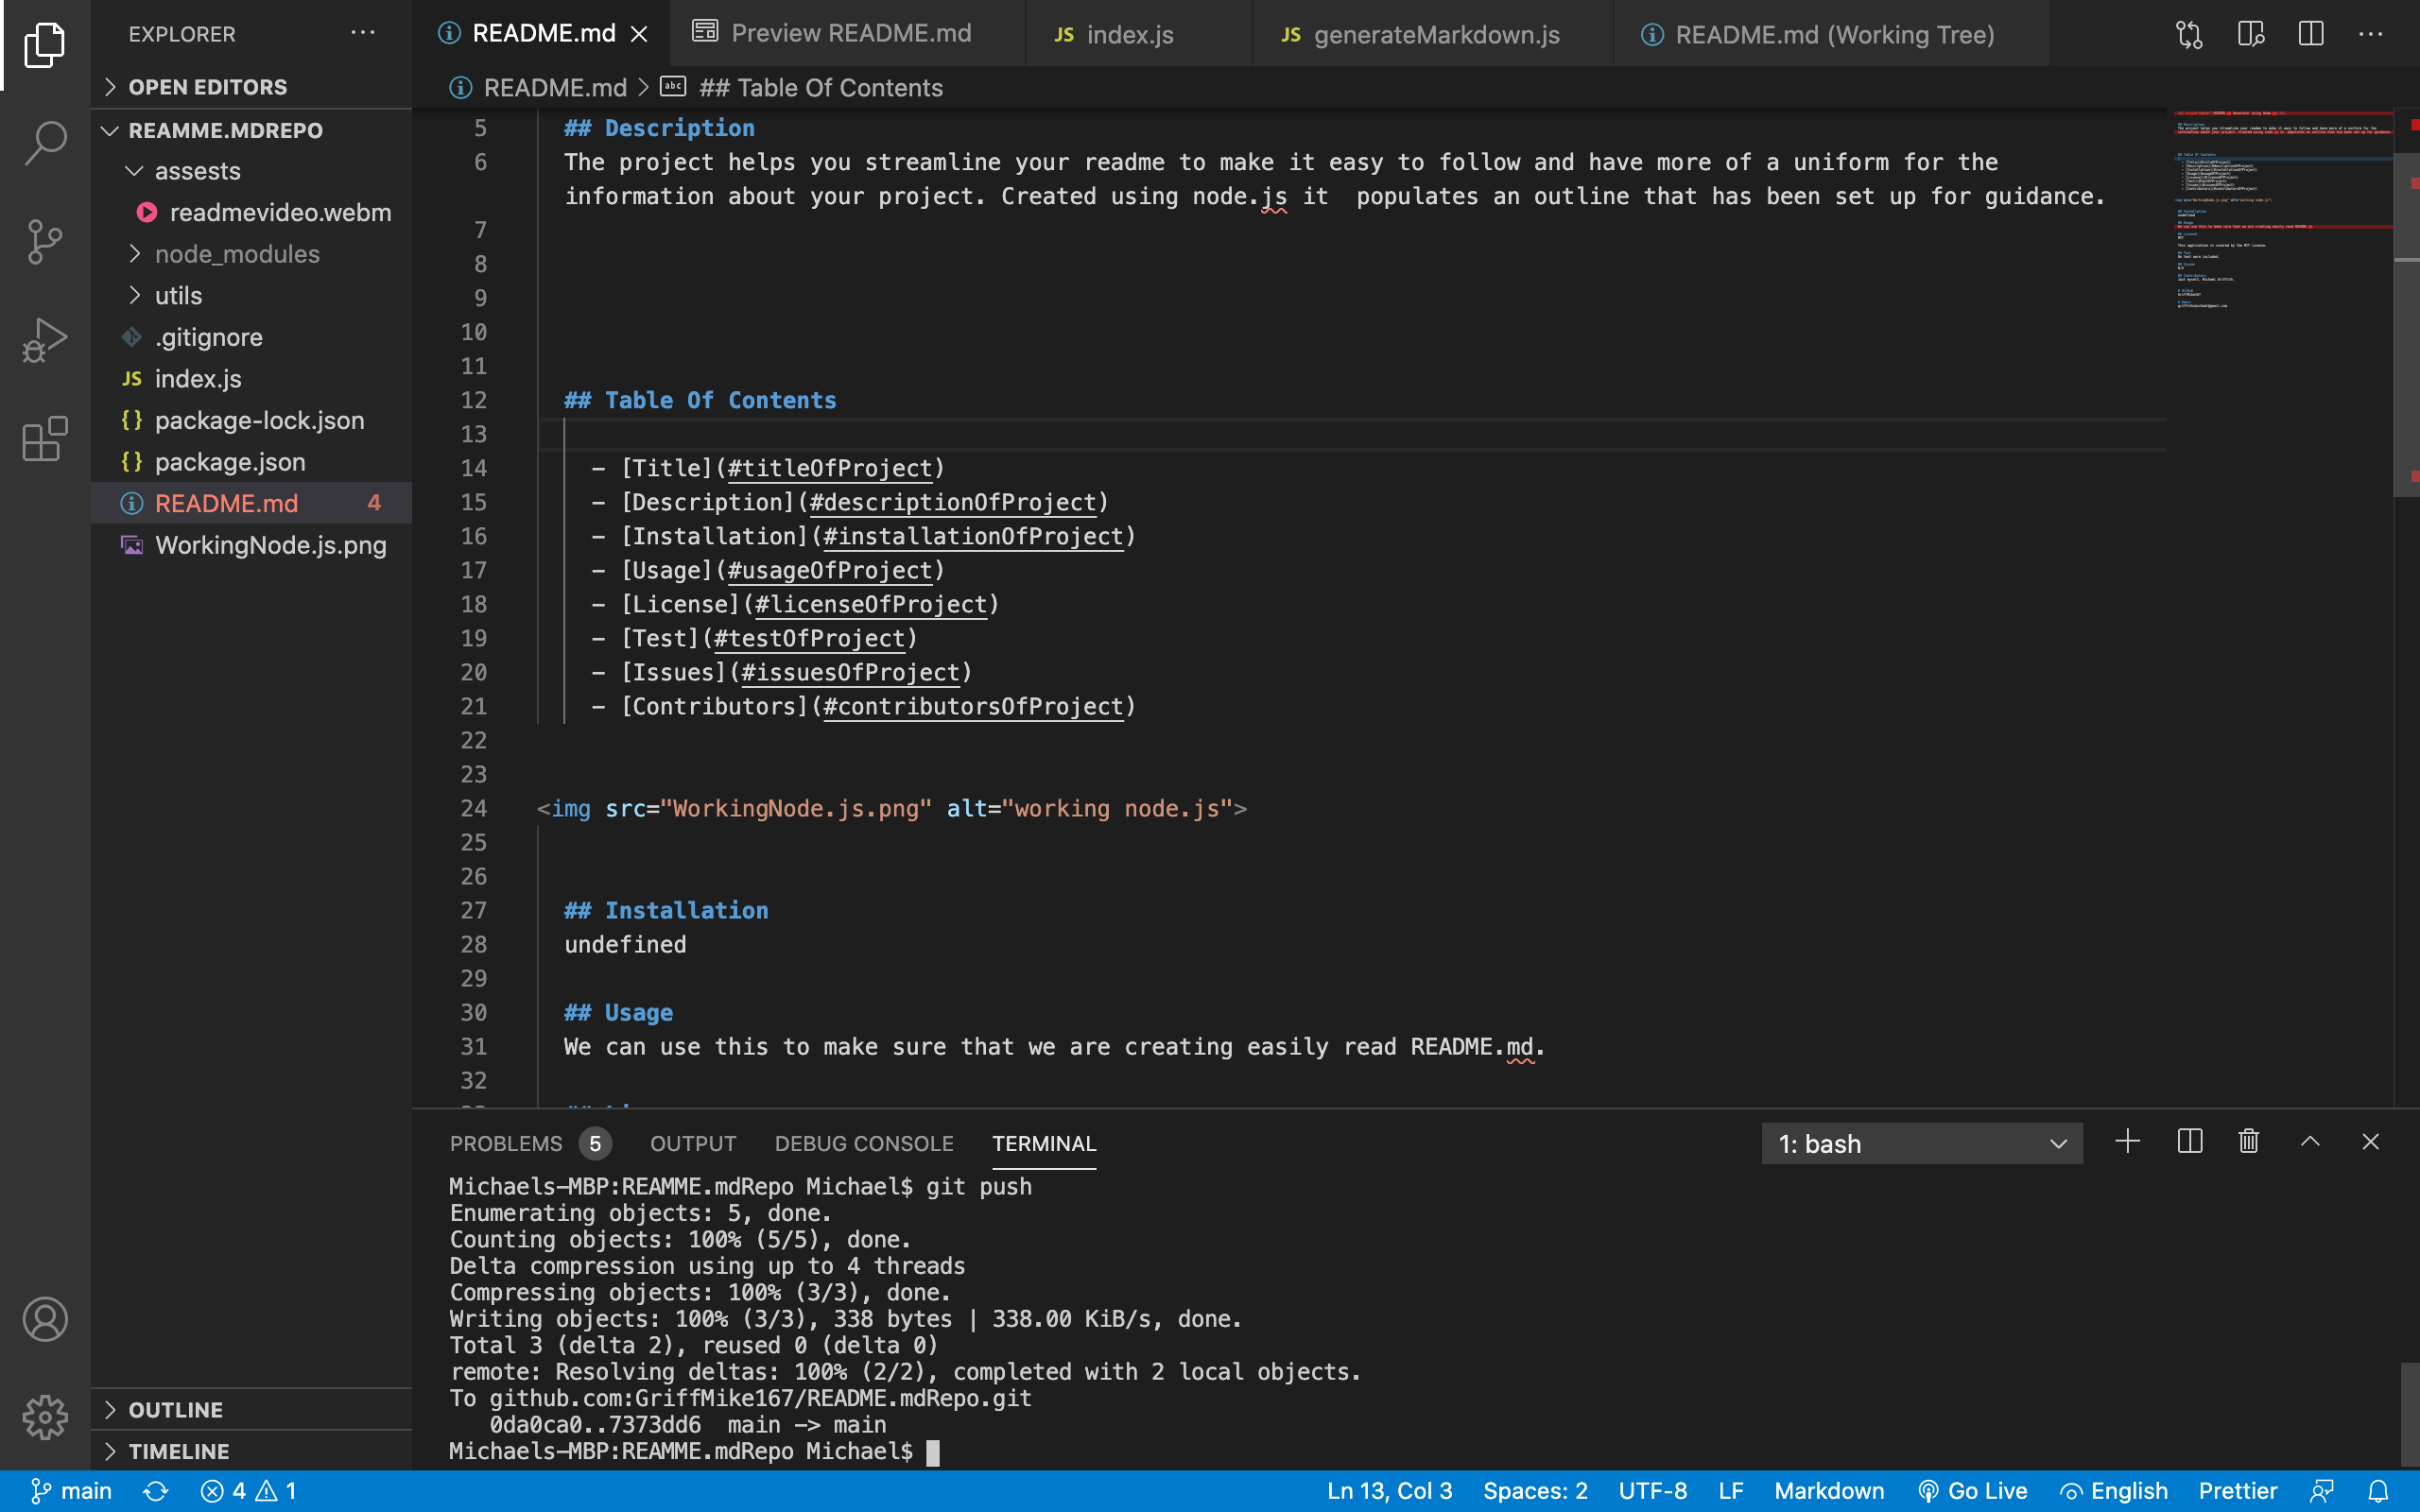 EXPLORER
OPEN EDITORS
REAMME.MDREPO
assests
readmevideo.webm
node_modules
utils
.gitignore
JS index.js
{} package-lock.json
{} package.json
README.md 4
WorkingNode.js.png
OUTLINE
TIMELINE
README.md
Preview README.md
JS index.js
JS generateMarkdown.js
README.md (Working Tree)
README.md > abc ## Table Of Contents
5 ## Description
6 The project helps you streamline your readme to make it easy to follow and have more of a uniform for the
information about your project. Created using node.js it  populates an outline that has been set up for guidance.
7
8
9
10
11
12 ## Table Of Contents
13
14 - [Title](#titleOfProject)
15 - [Description](#descriptionOfProject)
16 - [Installation](#installationOfProject)
17 - [Usage](#usageOfProject)
18 - [License](#licenseOfProject)
19 - [Test](#testOfProject)
20 - [Issues](#issuesOfProject)
21 - [Contributors](#contributorsOfProject)
22
23
24 <img src="WorkingNode.js.png" alt="working node.js">
25
26
27 ## Installation
28 undefined
29
30 ## Usage
31 We can use this to make sure that we are creating easily read README.md.
32
PROBLEMS 5 OUTPUT DEBUG CONSOLE TERMINAL
1: bash
Michaels-MBP:REAMME.mdRepo Michael$ git push
Enumerating objects: 5, done.
Counting objects: 100% (5/5), done.
Delta compression using up to 4 threads
Compressing objects: 100% (3/3), done.
Writing objects: 100% (3/3), 338 bytes | 338.00 KiB/s, done.
Total 3 (delta 2), reused 0 (delta 0)
remote: Resolving deltas: 100% (2/2), completed with 2 local objects.
To github.com:GriffMike167/README.mdRepo.git
0da0ca0..7373dd6  main -> main
Michaels-MBP:REAMME.mdRepo Michael$
main 4 1 Ln 13, Col 3 Spaces: 2 UTF-8 LF Markdown Go Live English Prettier